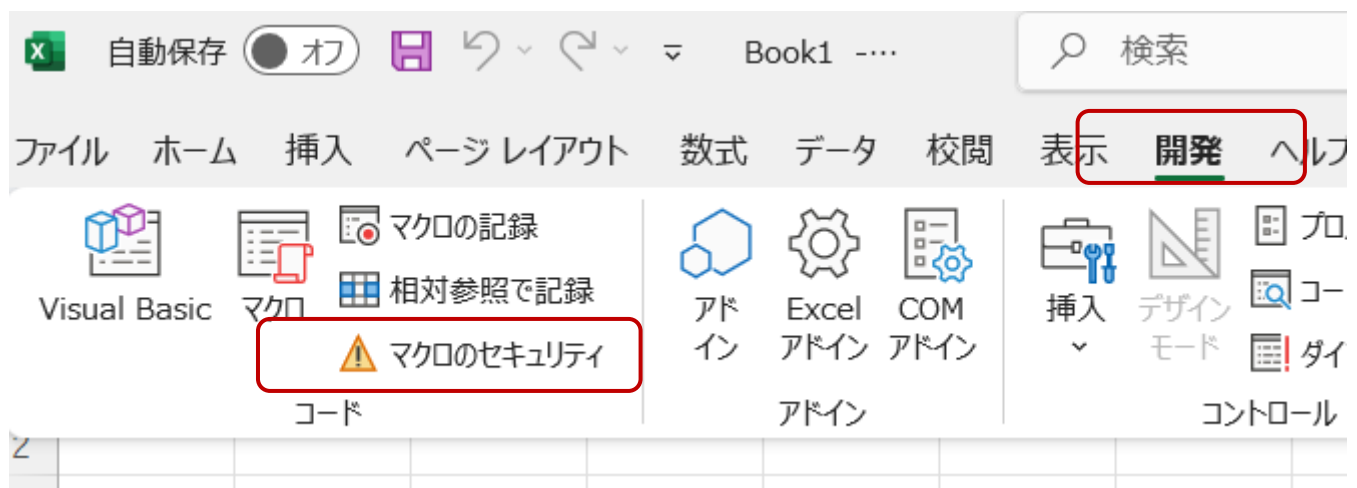 自動保存 オフ Book1 -… 検索
ファイル ホーム 挿入 ページ レイアウト 数式 データ 校閲 表示 開発 ヘルプ
マクロの記録
相対参照で記録
マクロのセキュリティ
Visual Basic マクロ
コード
アド
イン
Excel
アドイン
COM
アドイン
アドイン
挿入
デザイン
モード
コントロール
2